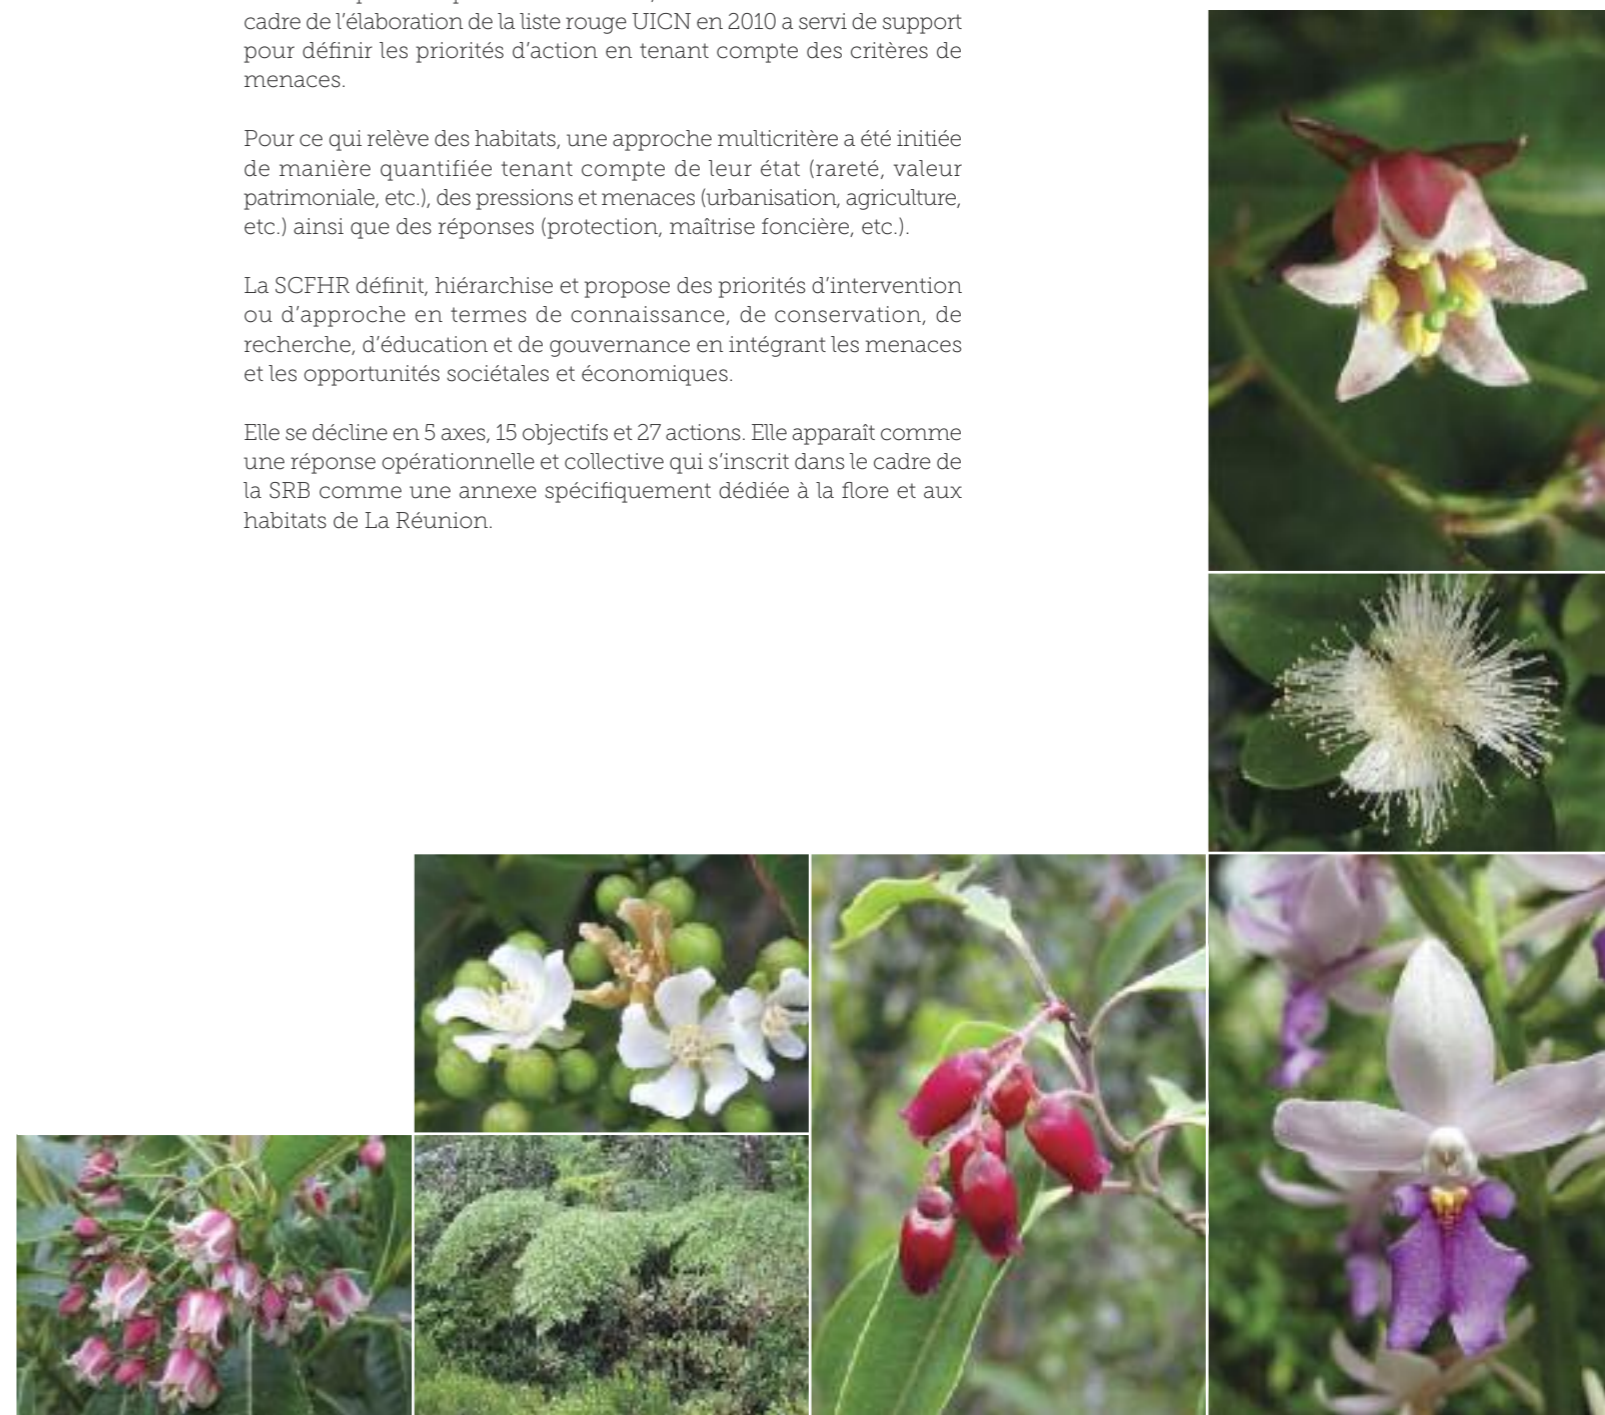 cadre de l’élaboration de la liste rouge UICN en 2010 a servi de support
pour définir les priorités d’action en tenant compte des critères de
menaces.
Pour ce qui relève des habitats, une approche multicritère a été initiée
de manière quantifiée tenant compte de leur état (rareté, valeur
patrimoniale, etc.), des pressions et menaces (urbanisation, agriculture,
etc.) ainsi que des réponses (protection, maîtrise foncière, etc.).
La SCFHR définit, hiérarchise et propose des priorités d’intervention
ou d’approche en termes de connaissance, de conservation, de
recherche, d’éducation et de gouvernance en intégrant les menaces
et les opportunités sociétales et économiques.
Elle se décline en 5 axes, 15 objectifs et 27 actions. Elle apparaît comme
une réponse opérationnelle et collective qui s’inscrit dans le cadre de
la SRB comme une annexe spécifiquement dédiée à la flore et aux
habitats de La Réunion.